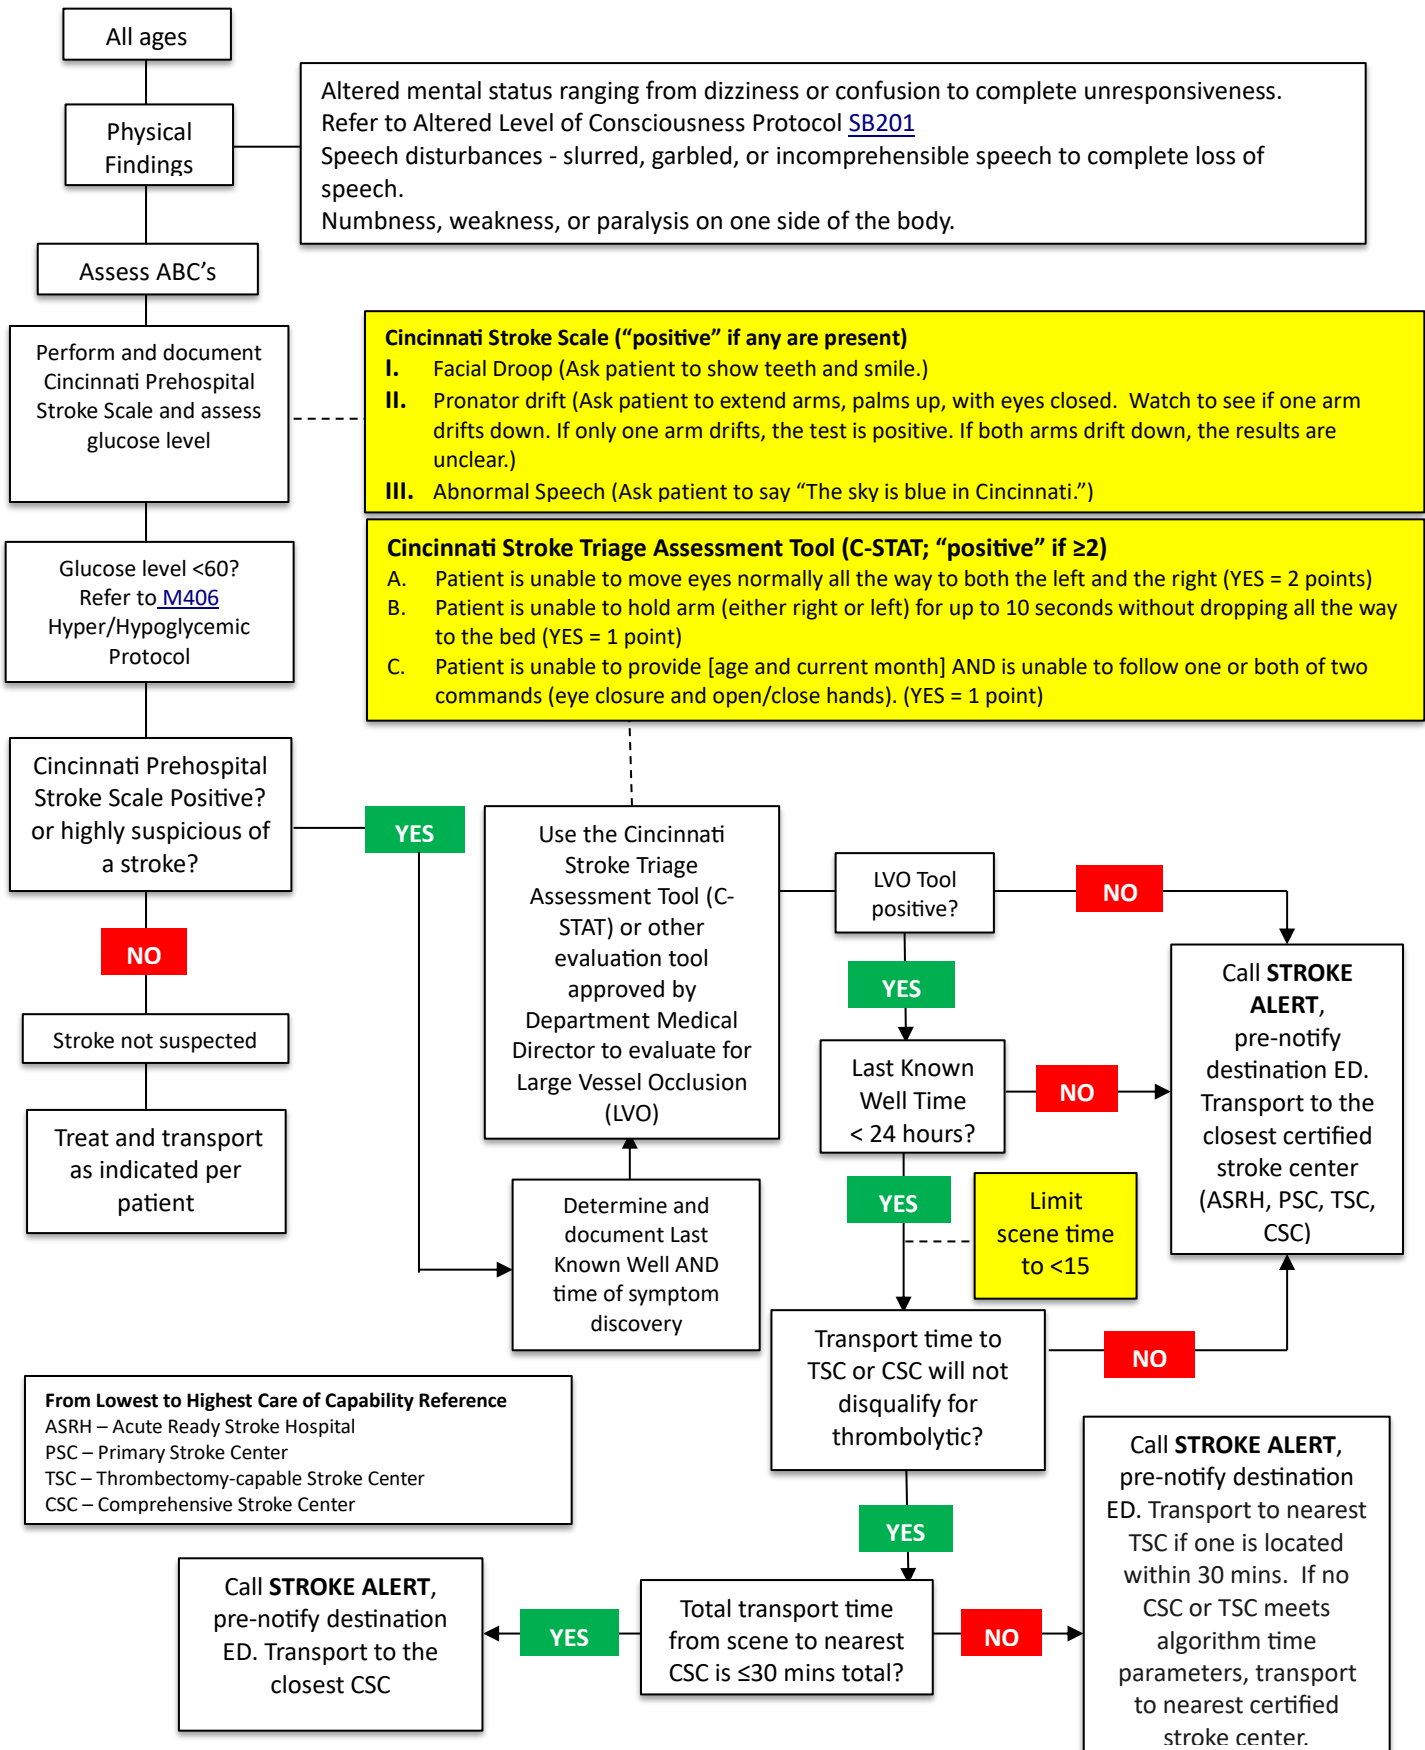 All ages
Physical
Findings
Altered mental status ranging from dizziness or confusion to complete unresponsiveness.
Refer to Altered Level of Consciousness Protocol SB201
Speech disturbances - slurred, garbled, or incomprehensible speech to complete loss of
speech.
Numbness, weakness, or paralysis on one side of the body.
Assess ABC’s
Perform and document
Cincinnati Prehospital
Stroke Scale and assess
glucose level
Cincinnati Stroke Scale (“positive” if any are present)
I. Facial Droop (Ask patient to show teeth and smile.)
II. Pronator drift (Ask patient to extend arms, palms up, with eyes closed. Watch to see if one arm
drifts down. If only one arm drifts, the test is positive. If both arms drift down, the results are
unclear.)
III. Abnormal Speech (Ask patient to say “The sky is blue in Cincinnati.”)
Cincinnati Stroke Triage Assessment Tool (C-STAT; “positive” if ≥2)
A. Patient is unable to move eyes normally all the way to both the left and the right (YES = 2 points)
B. Patient is unable to hold arm (either right or left) for up to 10 seconds without dropping all the way
to the bed (YES = 1 point)
C. Patient is unable to provide [age and current month] AND is unable to follow one or both of two
commands (eye closure and open/close hands). (YES = 1 point)
Glucose level <60?
Refer to M406
Hyper/Hypoglycemic
Protocol
Cincinnati Prehospital
Stroke Scale Positive?
or highly suspicious of
a stroke?
YES
NO
Stroke not suspected
Treat and transport
as indicated per
patient
Use the Cincinnati
Stroke Triage
Assessment Tool (C-
STAT) or other
evaluation tool
approved by
Department Medical
Director to evaluate for
Large Vessel Occlusion
(LVO)
Determine and
document Last
Known Well AND
time of symptom
discovery
LVO Tool
positive?
NO
YES
Last Known
Well Time
< 24 hours?
NO
YES
Limit
scene time
to <15
Call STROKE
ALERT,
pre-notify
destination ED.
Transport to the
closest certified
stroke center
(ASRH, PSC, TSC,
CSC)
Transport time to
TSC or CSC will not
disqualify for
thrombolytic?
NO
YES
From Lowest to Highest Care of Capability Reference
ASRH – Acute Ready Stroke Hospital
PSC – Primary Stroke Center
TSC – Thrombectomy-capable Stroke Center
CSC – Comprehensive Stroke Center
Call STROKE ALERT,
pre-notify destination
ED. Transport to the
closest CSC
YES
Total transport time
from scene to nearest
CSC is ≤30 mins total?
NO
Call STROKE ALERT,
pre-notify destination
ED. Transport to nearest
TSC if one is located
within 30 mins. If no
CSC or TSC meets
algorithm time
parameters, transport
to nearest certified
stroke center.